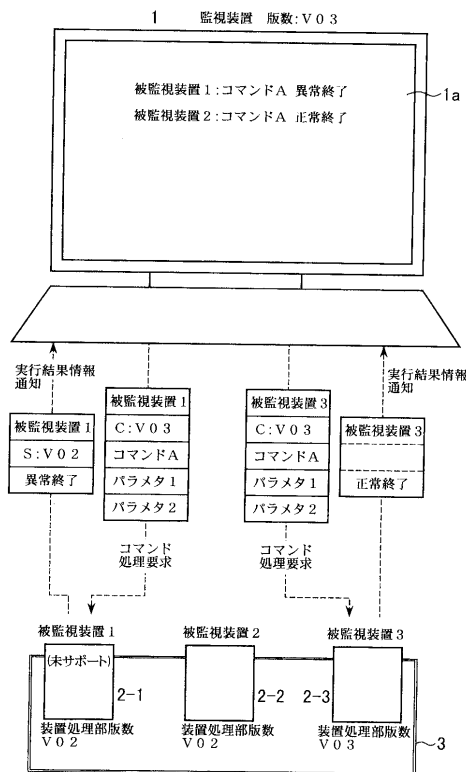 1 監視装置 版数:V03
被監視装置1:コマンドA 異常終了
被監視装置2:コマンドA 正常終了
1a
実行結果情報
通知
被監視装置1
S:V02
異常終了
被監視装置1
C:V03
コマンドA
パラメタ1
パラメタ2
コマンド
処理要求
被監視装置3
C:V03
コマンドA
パラメタ1
パラメタ2
コマンド
処理要求
実行結果情報
通知
被監視装置3
正常終了
被監視装置1
(未サポート)
2-1
装置処理部版数
V02
被監視装置2
2-2
装置処理部版数
V02
被監視装置3
2-3
装置処理部版数
V03
3